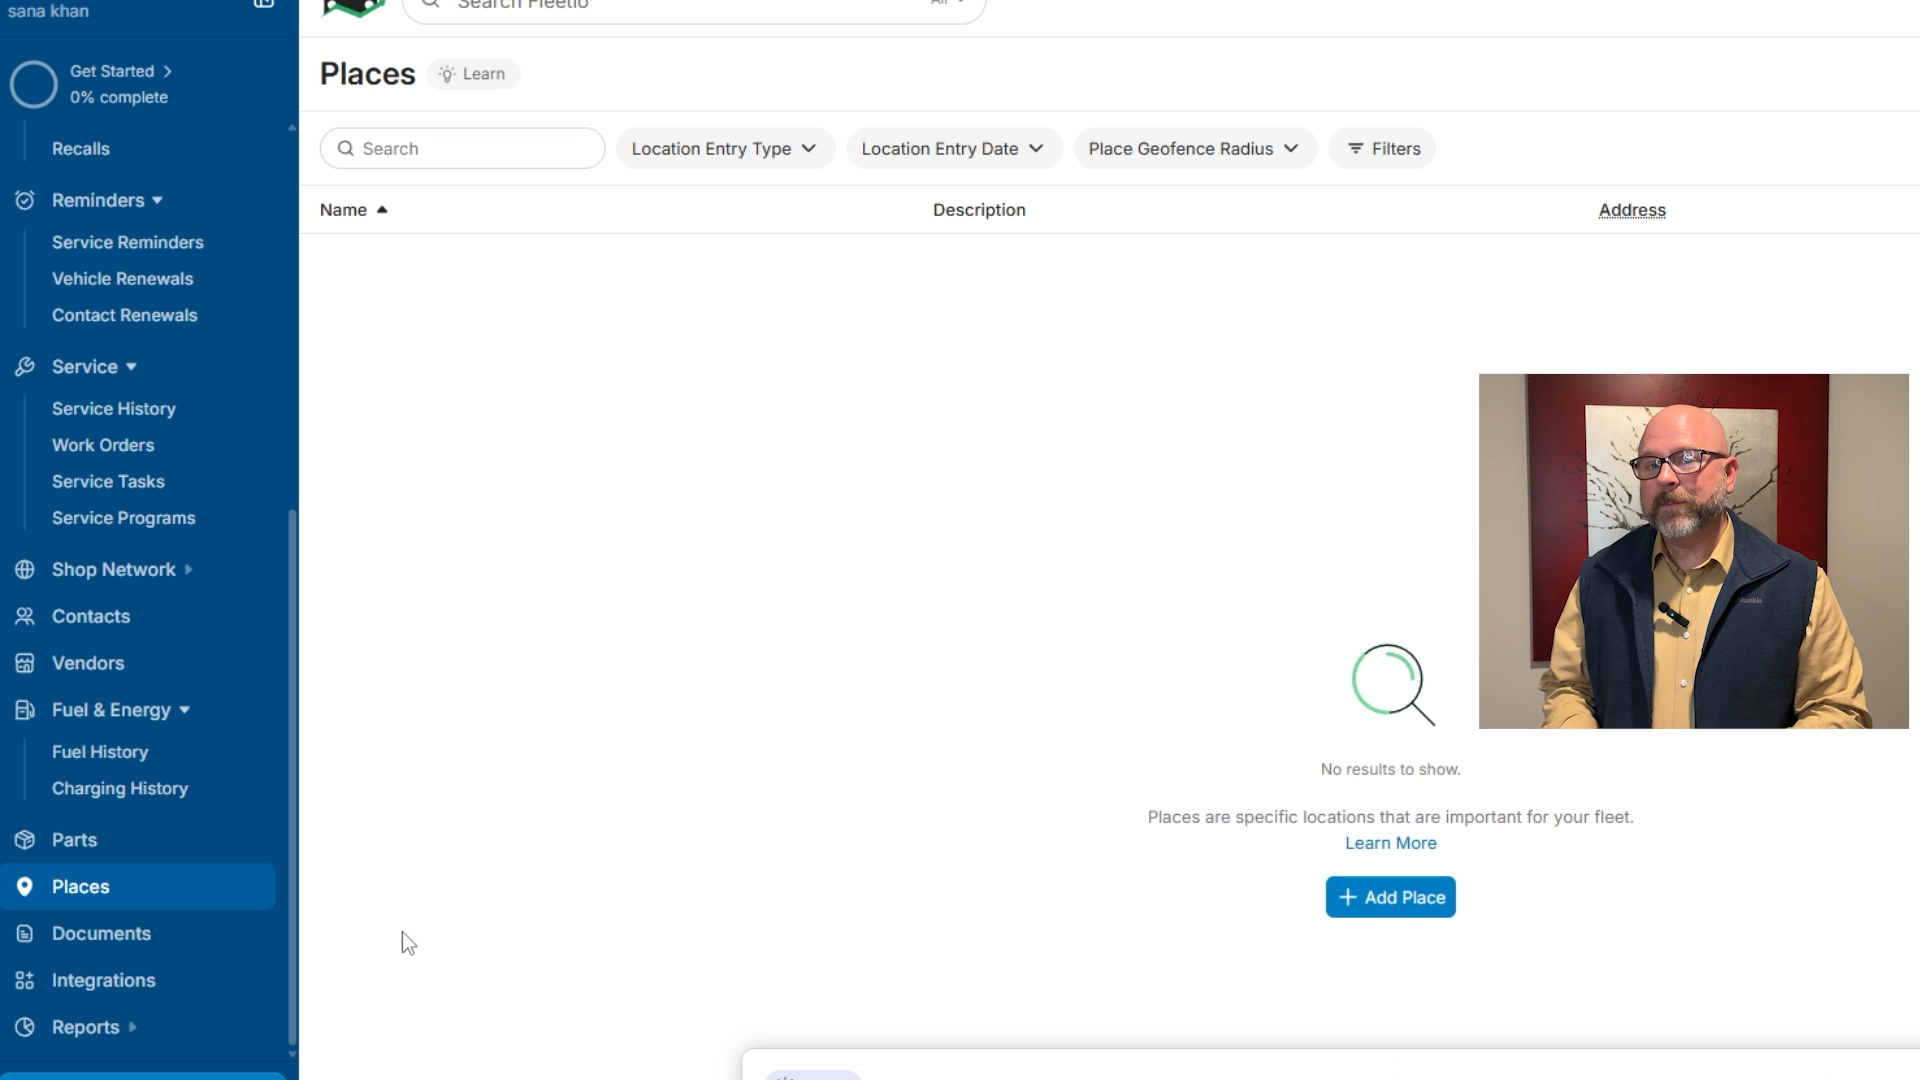 sana khan
Get Started
0% complete
Recalls
Reminders
Service Reminders
Vehicle Renewals
Contact Renewals
Service
Service History
Work Orders
Service Tasks
Service Programs
Shop Network
Contacts
Vendors
Fuel & Energy
Fuel History
Charging History
Parts
Places
Documents
Integrations
Reports
Search Fleetio
All
Places
Learn
Search
Location Entry Type
Location Entry Date
Place Geofence Radius
Filters
Name
Description
Address
No results to show.
Places are specific locations that are important for your fleet.
Learn More
+ Add Place